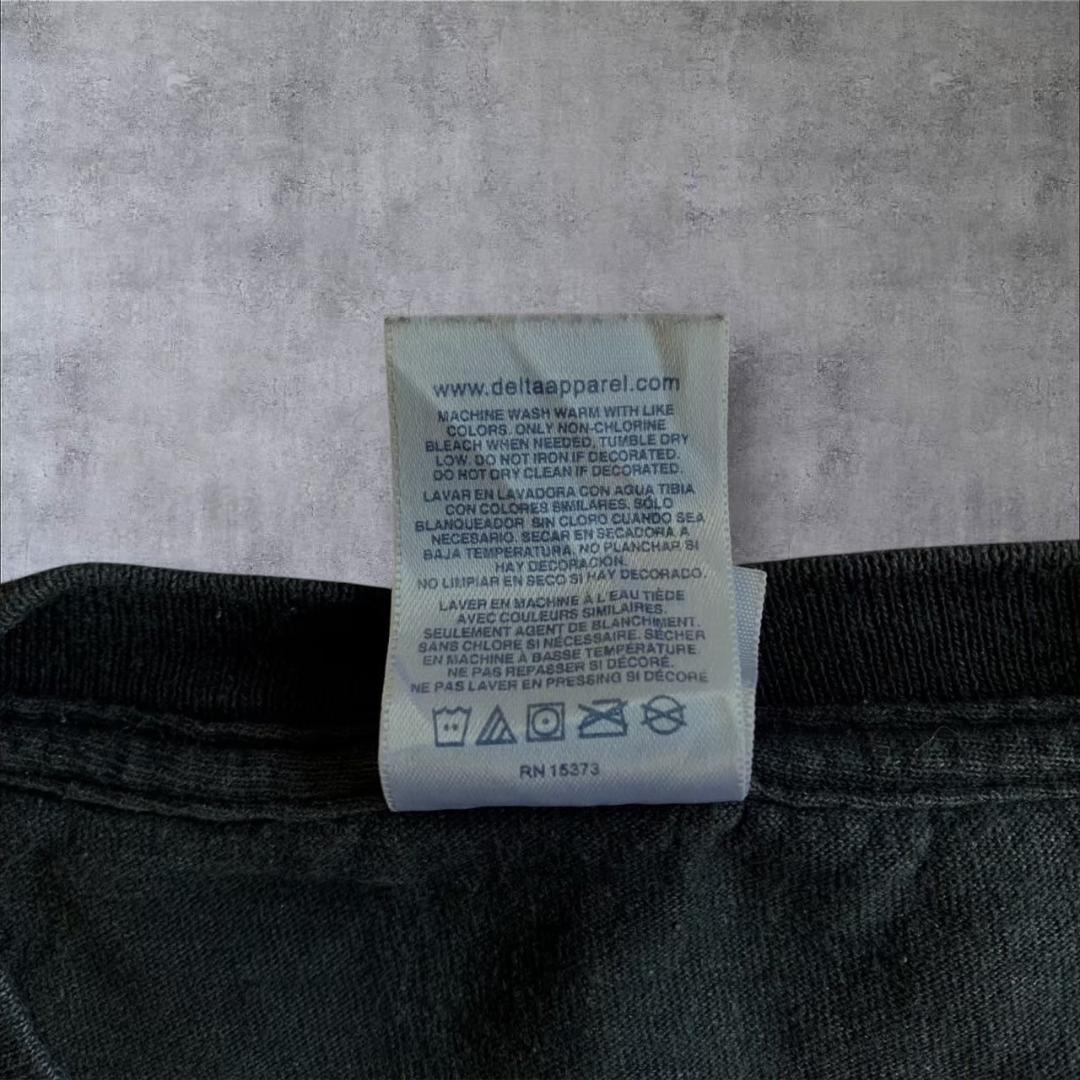 www.deltaapparel.com
MACHINE WASH WARM WITH LIKE
COLORS. ONLY NON-CHLORINE
BLEACH WHEN NEEDED, TUMBLE DRY
LOW. DO NOT IRON IF DECORATED.
DO NOT DRY CLEAN IF DECORATED.
LAVAR EN LAVADORA CON AGUA TIBIA
CON COLORES SIMILARES. SÓLO
BLANQUEADOR SIN CLORO CUANDO SEA
NECESARIO. SECAR EN SECADORA A
BAJA TEMPERATURA, NO PLANCHAR SI
HAY DECORACIÓN.
NO LIMPIAR EN SECO SI HAY DECORADO.
LAVER EN MACHINE À L'EAU TIÈDE
AVEC COULEURS SIMILAIRES.
SEULEMENT AGENT DE BLANCHIMENT
SANS CHLORE SI NÉCESSAIRE. SÉCHER
EN MACHINE À BASSE TEMPÉRATURE
NE PAS REPASSER SI DÉCORÉ.
NE PAS LAVER EN PRESSING SI DÉCORÉ
RN 15373